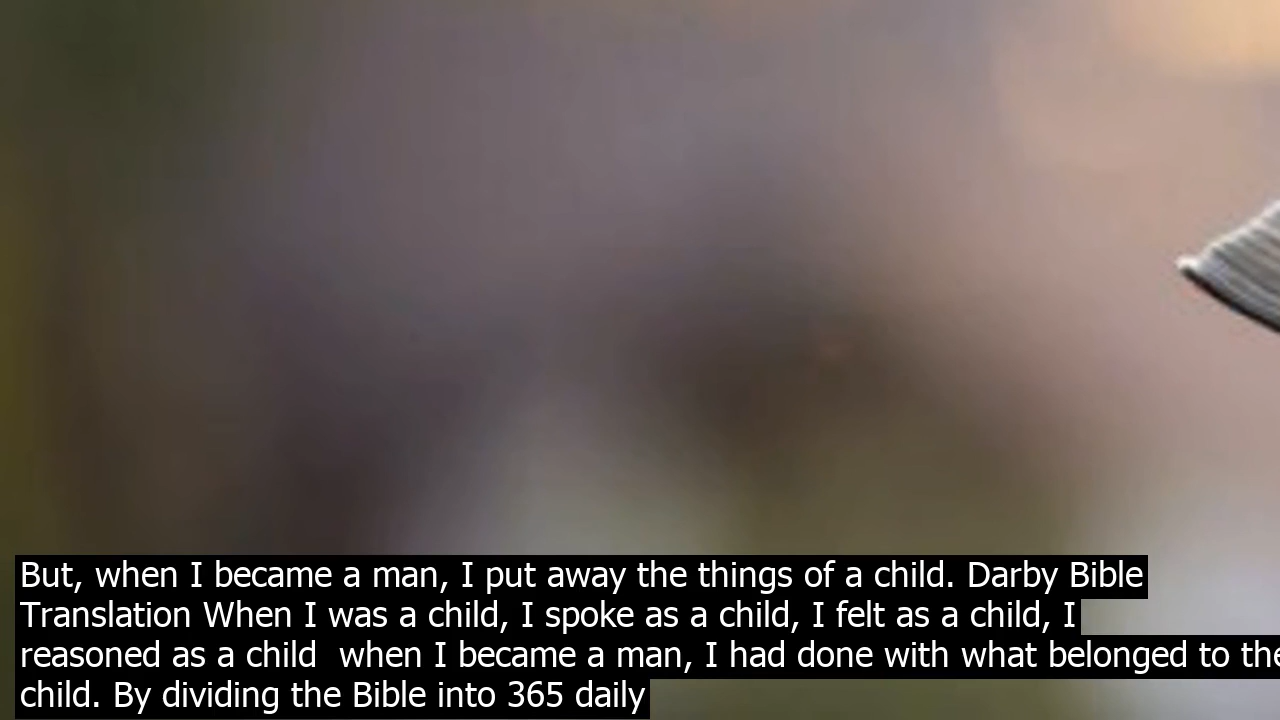 But, when I became a man, I put away the things of a child. Darby Bible
Translation When I was a child, I spoke as a child, I felt as a child, I
reasoned as a child  when I became a man, I had done with what belonged to the
child. By dividing the Bible into 365 daily